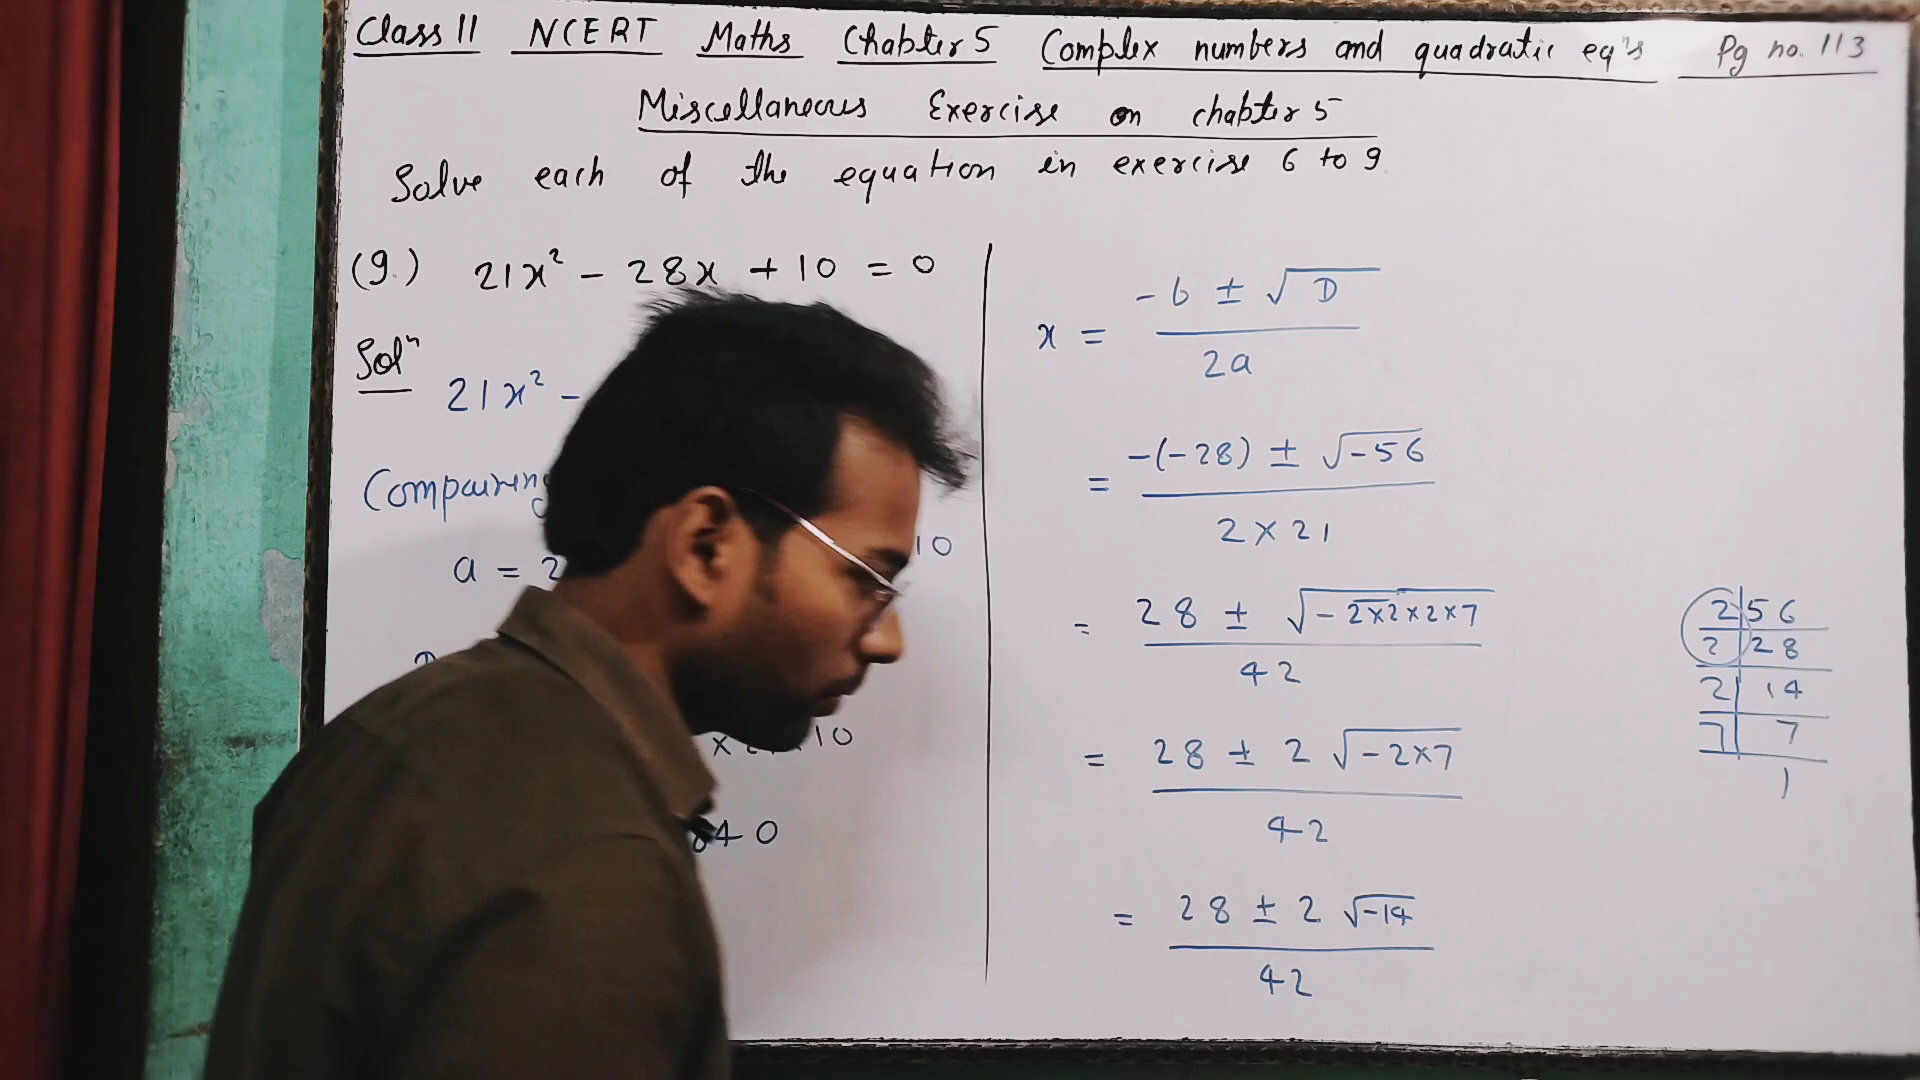 Class 11 NCERT Maths Chapter 5 Complex numbers and quadratic eqⁿs Pg no. 113
Miscellaneous Exercise on chapter 5
Solve each of the equation in exercise 6 to 9.
(9.) 21x² - 28x + 10 = 0
Solⁿ
21x² -
Comparing
a = 2
10
x 10
840
x = (-b ± √D) / 2a
= (-(-28) ± √-56) / 2×21
= (28 ± √-2×2×2×7) / 42
= (28 ± 2√-2×7) / 42
= (28 ± 2√-14) / 42
2|56
2|28
2|14
7|7
1